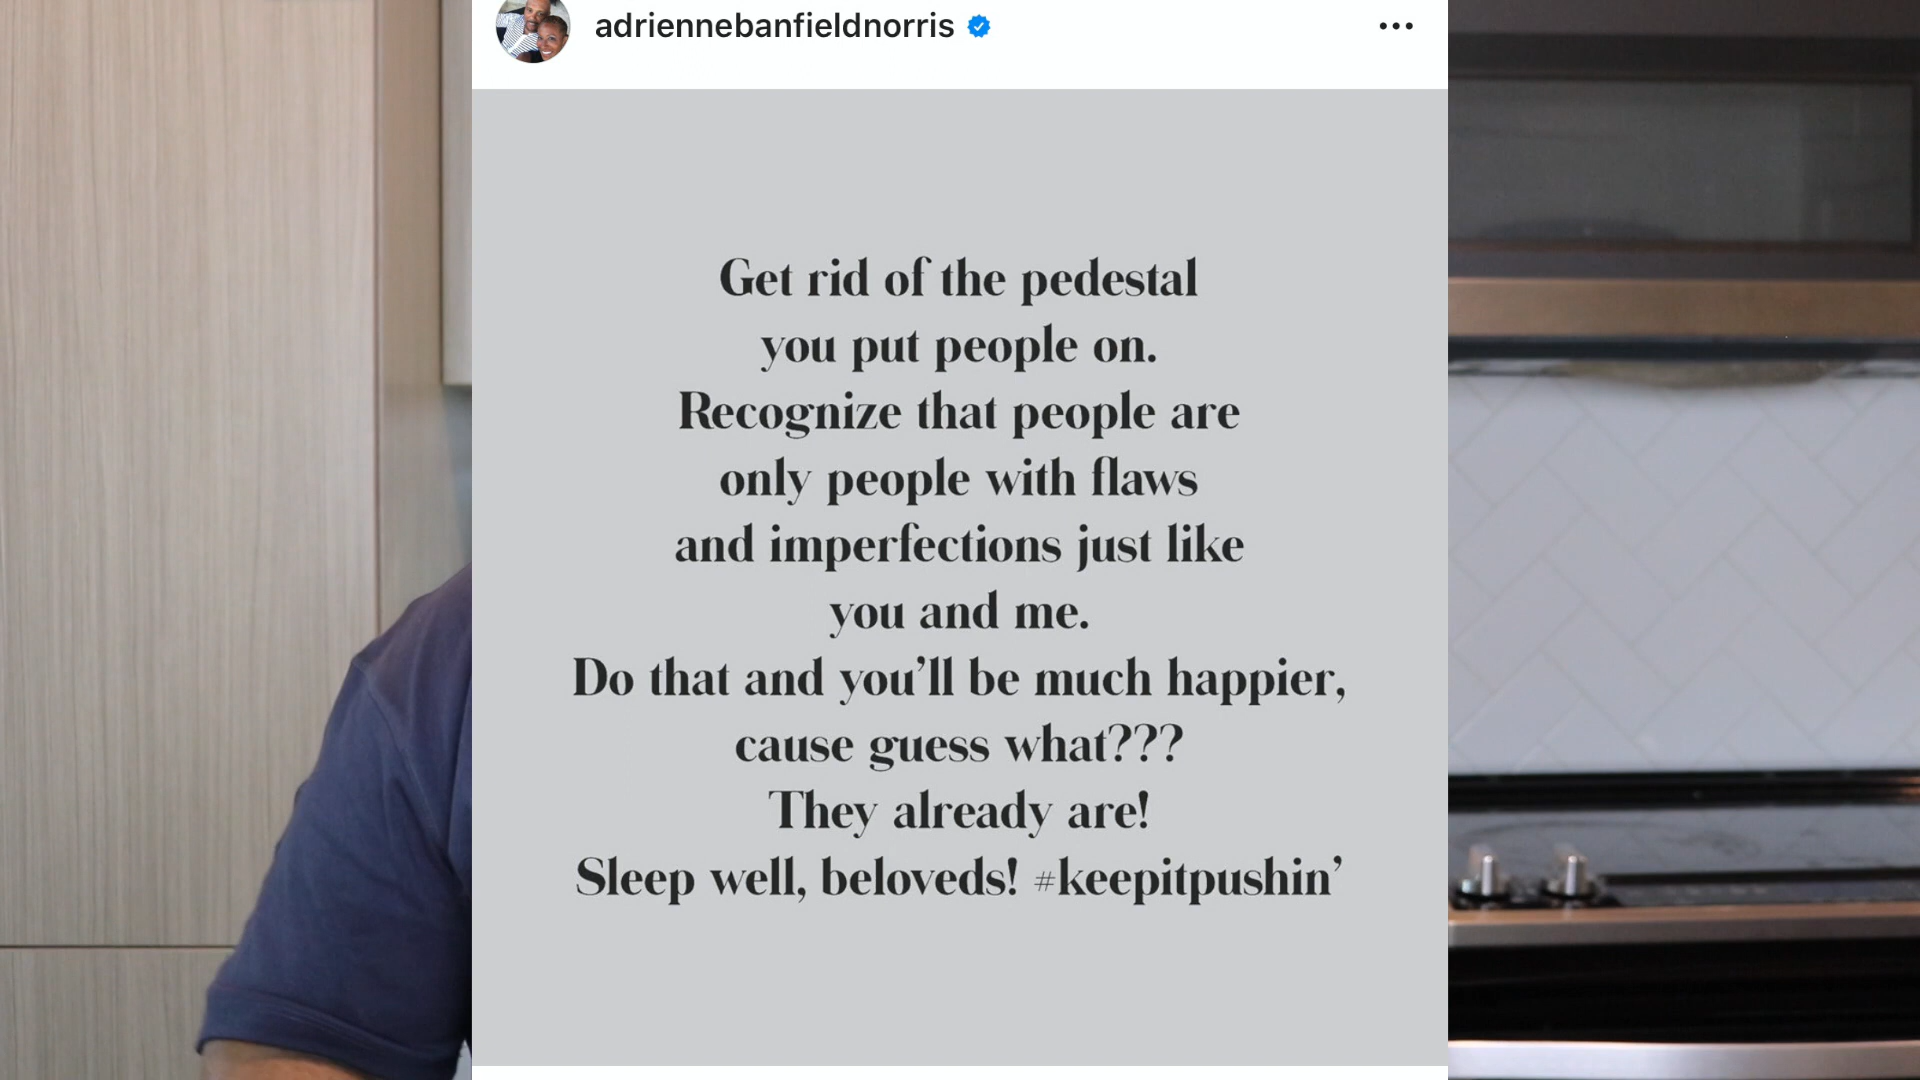 adriennebanfieldnorris
Get rid of the pedestal
you put people on.
Recognize that people are
only people with flaws
and imperfections just like
you and me.
Do that and you’ll be much happier,
cause guess what???
They already are!
Sleep well, beloveds! #keepitpushin’